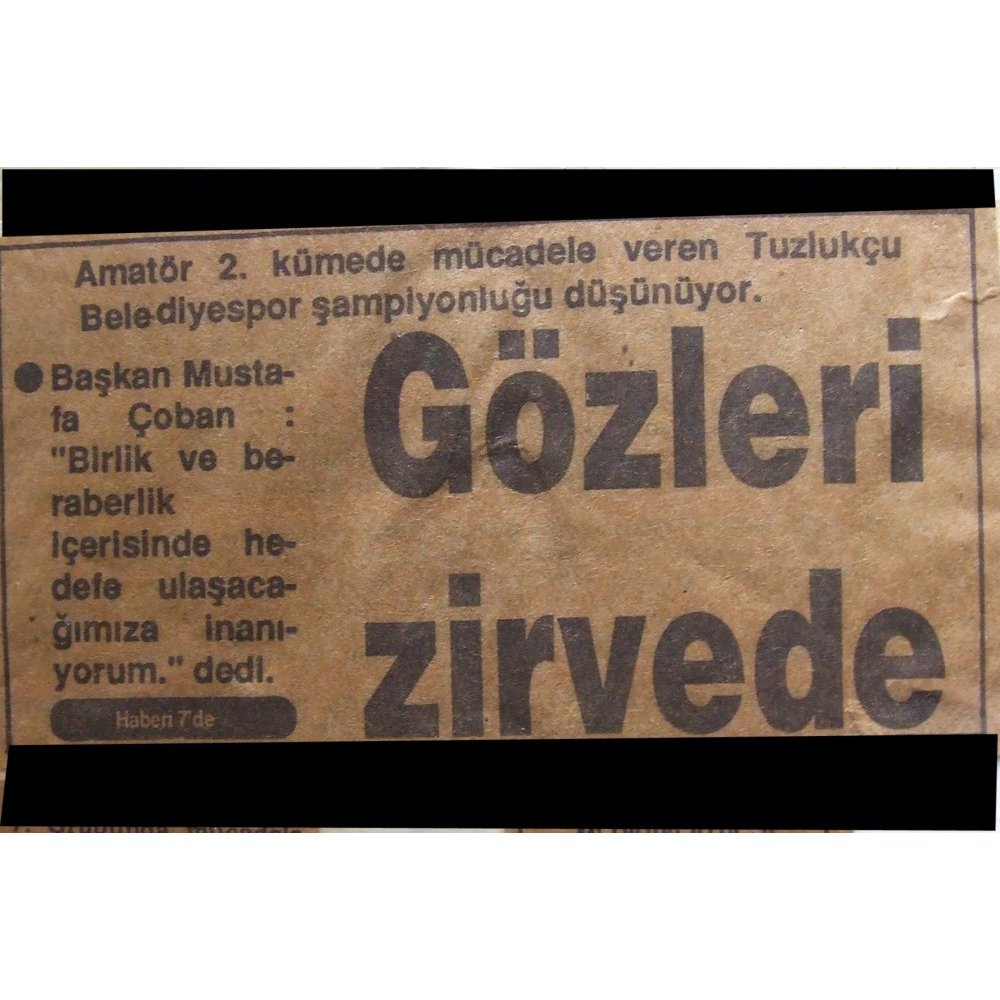 Amatör 2. kümede mücadele veren Tuzlukçu
Belediyespor şampiyonluğu düşünüyor.
Gözleri
zirvede
● Başkan Musta-
fa Çoban :
"Birlik ve be-
raberlik
içerisinde he-
defe ulaşaca-
ğımıza inanı-
yorum." dedi.
Haberi 7'de
mücadele